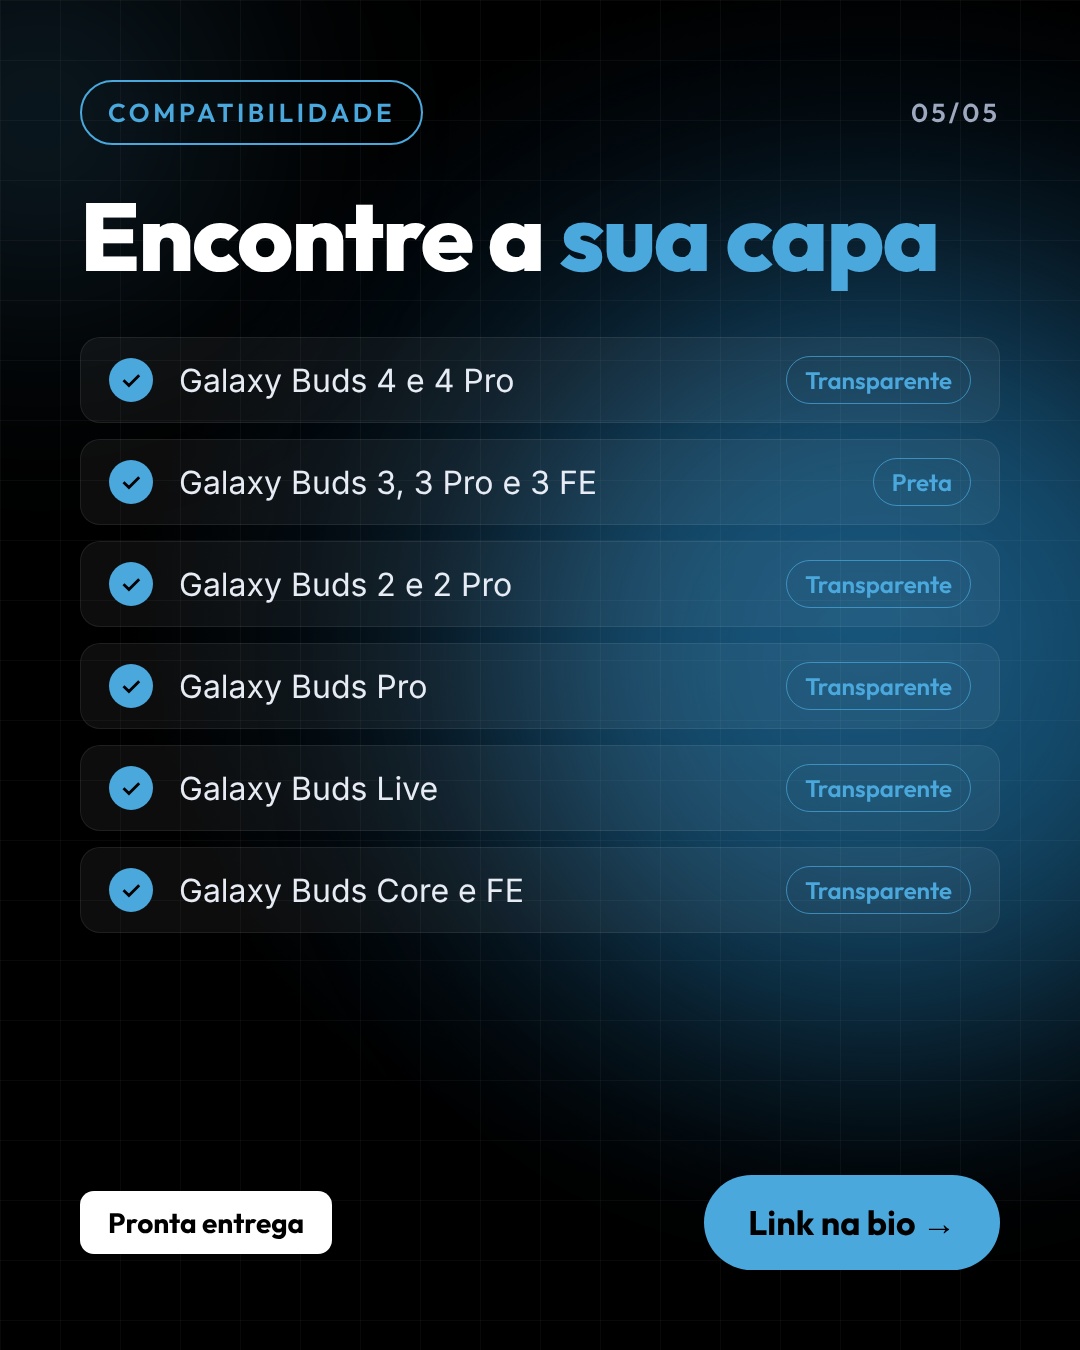 COMPATIBILIDADE
05/05
Encontre a sua capa
Galaxy Buds 4 e 4 Pro
Transparente
Galaxy Buds 3, 3 Pro e 3 FE
Preta
Galaxy Buds 2 e 2 Pro
Transparente
Galaxy Buds Pro
Transparente
Galaxy Buds Live
Transparente
Galaxy Buds Core e FE
Transparente
Pronta entrega
Link na bio →